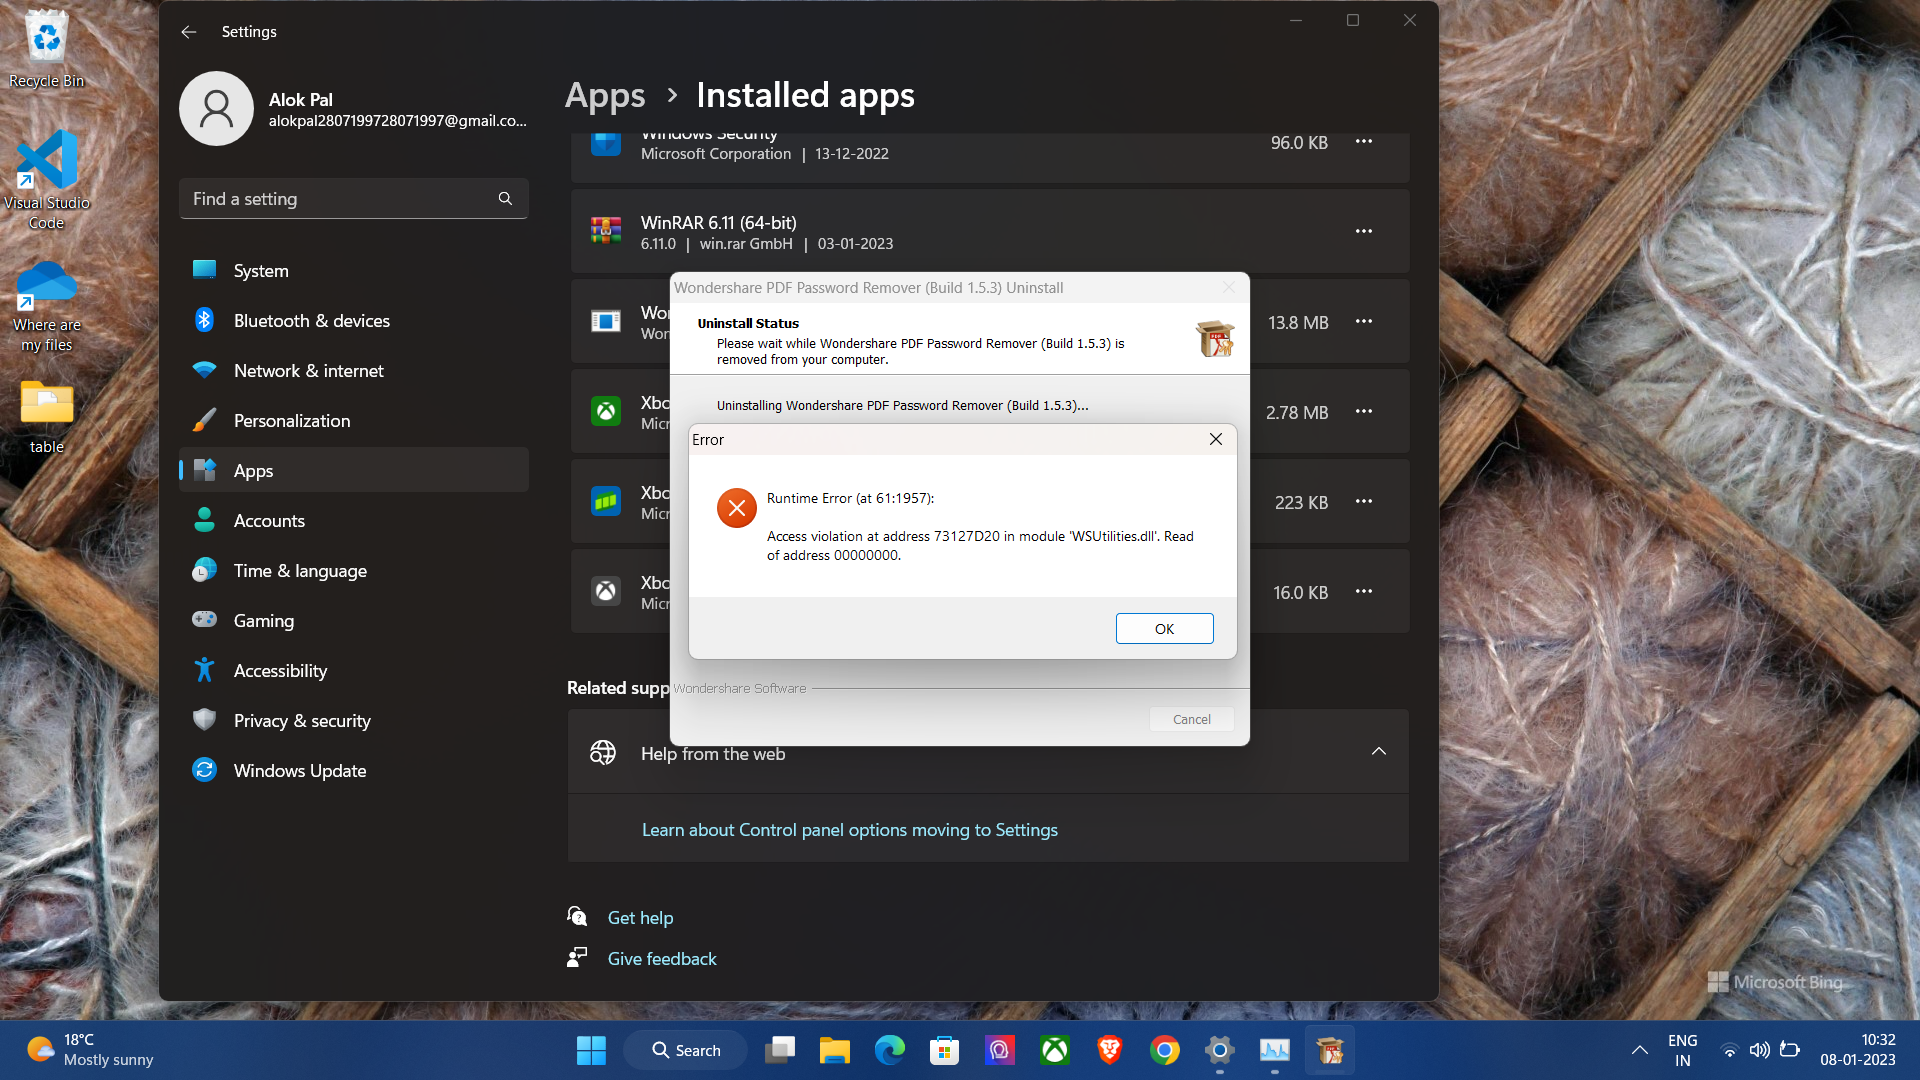 Recycle Bin
Visual Studio
Code
Where are
my files
table
Settings
Alok Pal
alokpal2807199728071997@gmail.co...
Find a setting
System
Bluetooth & devices
Network & internet
Personalization
Apps
Accounts
Time & language
Gaming
Accessibility
Privacy & security
Windows Update
Apps > Installed apps
Windows Security
Microsoft Corporation | 13-12-2022
96.0 KB
WinRAR 6.11 (64-bit)
6.11.0 | win.rar GmbH | 03-01-2023
Wor
Won
13.8 MB
Xbo
Micr
2.78 MB
Xbo
Micr
223 KB
Xbo
Micr
16.0 KB
Wondershare PDF Password Remover (Build 1.5.3) Uninstall
Uninstall Status
Please wait while Wondershare PDF Password Remover (Build 1.5.3) is
removed from your computer.
Uninstalling Wondershare PDF Password Remover (Build 1.5.3)...
Error
Runtime Error (at 61:1957):
Access violation at address 73127D20 in module 'WSUtilities.dll'. Read
of address 00000000.
OK
Wondershare Software
Cancel
Related supp
Help from the web
Learn about Control panel options moving to Settings
Get help
Give feedback
Microsoft Bing
18°C
Mostly sunny
Search
ENG
IN
10:32
08-01-2023